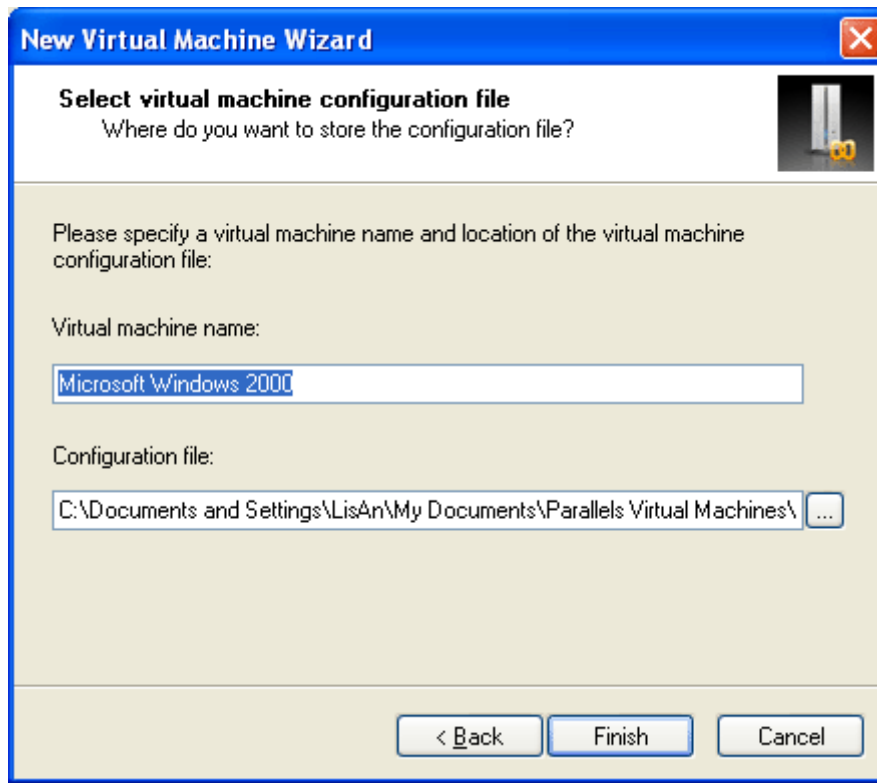 New Virtual Machine Wizard
Select virtual machine configuration file
Where do you want to store the configuration file?
Please specify a virtual machine name and location of the virtual machine
configuration file:
Virtual machine name:
Microsoft Windows 2000
Configuration file:
C:\Documents and Settings\LisAn\My Documents\Parallels Virtual Machines\ ...
< Back Finish Cancel